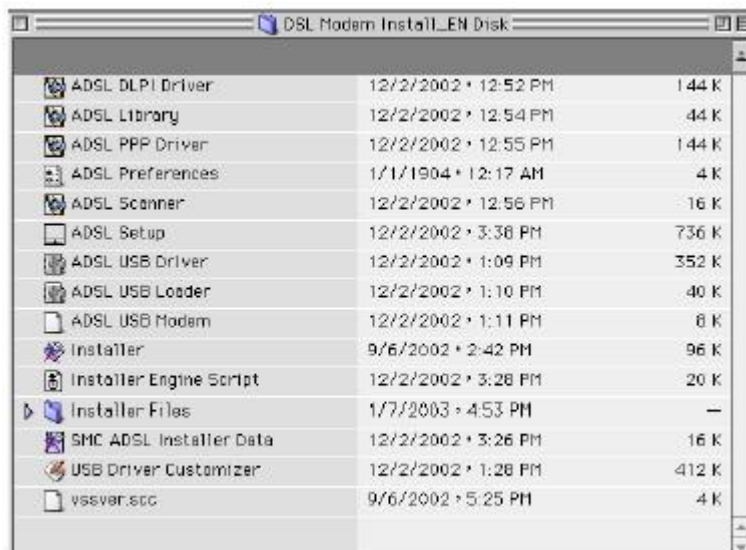 DSL Modem Install_EN Disk
ADSL DLPI Driver 12/2/2002 • 12:52 PM 144 K
ADSL Library 12/2/2002 • 12:54 PM 44 K
ADSL PPP Driver 12/2/2002 • 12:55 PM 144 K
ADSL Preferences 1/1/1904 • 12:17 AM 4 K
ADSL Scanner 12/2/2002 • 12:56 PM 16 K
ADSL Setup 12/2/2002 • 3:38 PM 736 K
ADSL USB Driver 12/2/2002 • 1:09 PM 352 K
ADSL USB Loader 12/2/2002 • 1:10 PM 40 K
ADSL USB Modem 12/2/2002 • 1:11 PM 8 K
Installer 9/6/2002 • 2:42 PM 96 K
Installer Engine Script 12/2/2002 • 3:28 PM 20 K
Installer Files 1/7/2003 • 4:53 PM —
SMC ADSL Installer Data 12/2/2002 • 3:26 PM 16 K
USB Driver Customizer 12/2/2002 • 1:28 PM 412 K
vssver.scc 9/6/2002 • 5:25 PM 4 K